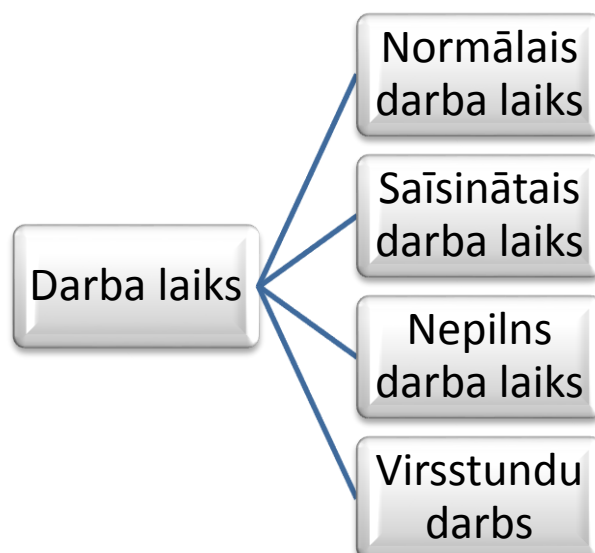 Normālais
darba laiks
Saīsinātais
darba laiks
Darba laiks
Nepilns
darba laiks
Virsstundu
darbs